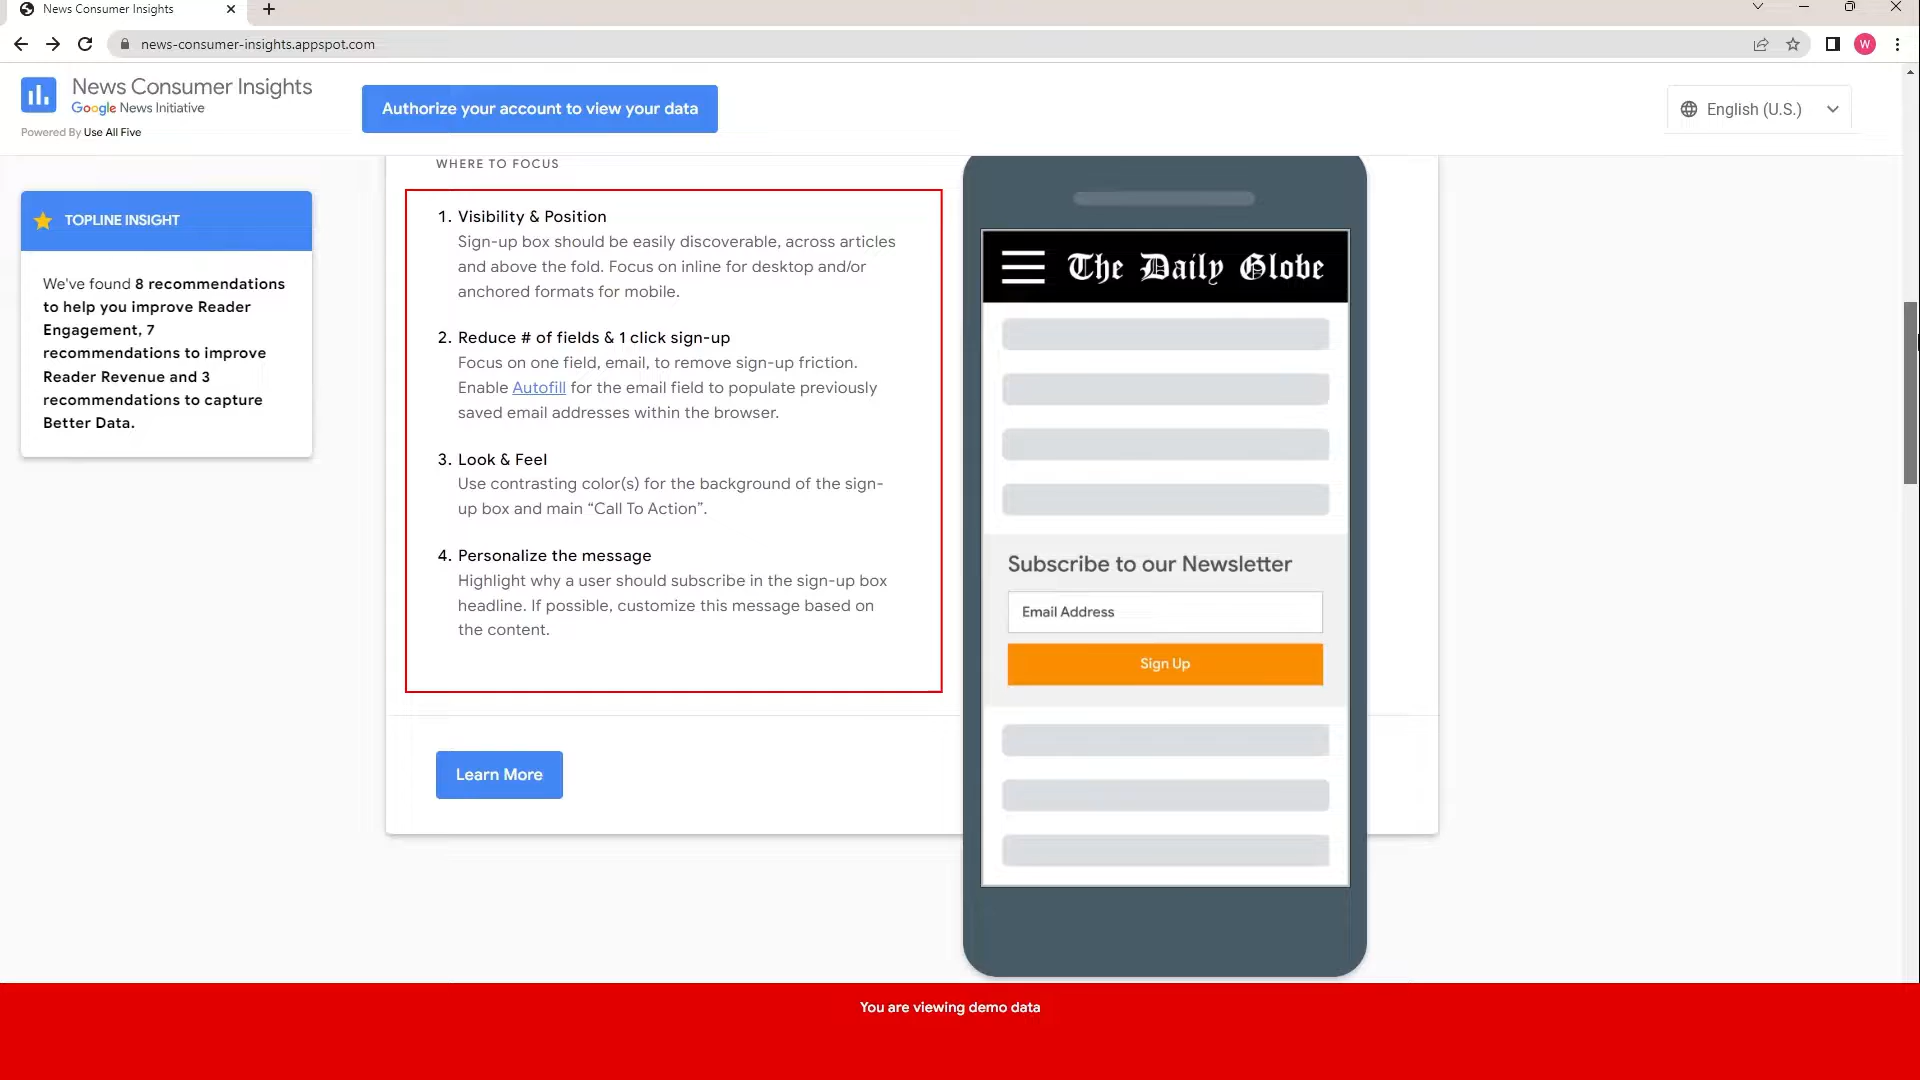 News Consumer Insights
news-consumer-insights.appspot.com
W
News Consumer Insights
Google News Initiative
Powered By Use All Five
Authorize your account to view your data
English (U.S.)
TOPLINE INSIGHT
We've found 8 recommendations
to help you improve Reader
Engagement, 7
recommendations to improve
Reader Revenue and 3
recommendations to capture
Better Data.
WHERE TO FOCUS
1. Visibility & Position
Sign-up box should be easily discoverable, across articles
and above the fold. Focus on inline for desktop and/or
anchored formats for mobile.
2. Reduce # of fields & 1 click sign-up
Focus on one field, email, to remove sign-up friction.
Enable Autofill for the email field to populate previously
saved email addresses within the browser.
3. Look & Feel
Use contrasting color(s) for the background of the sign-
up box and main “Call To Action”.
4. Personalize the message
Highlight why a user should subscribe in the sign-up box
headline. If possible, customize this message based on
the content.
Learn More
The Daily Globe
Subscribe to our Newsletter
Email Address
Sign Up
You are viewing demo data